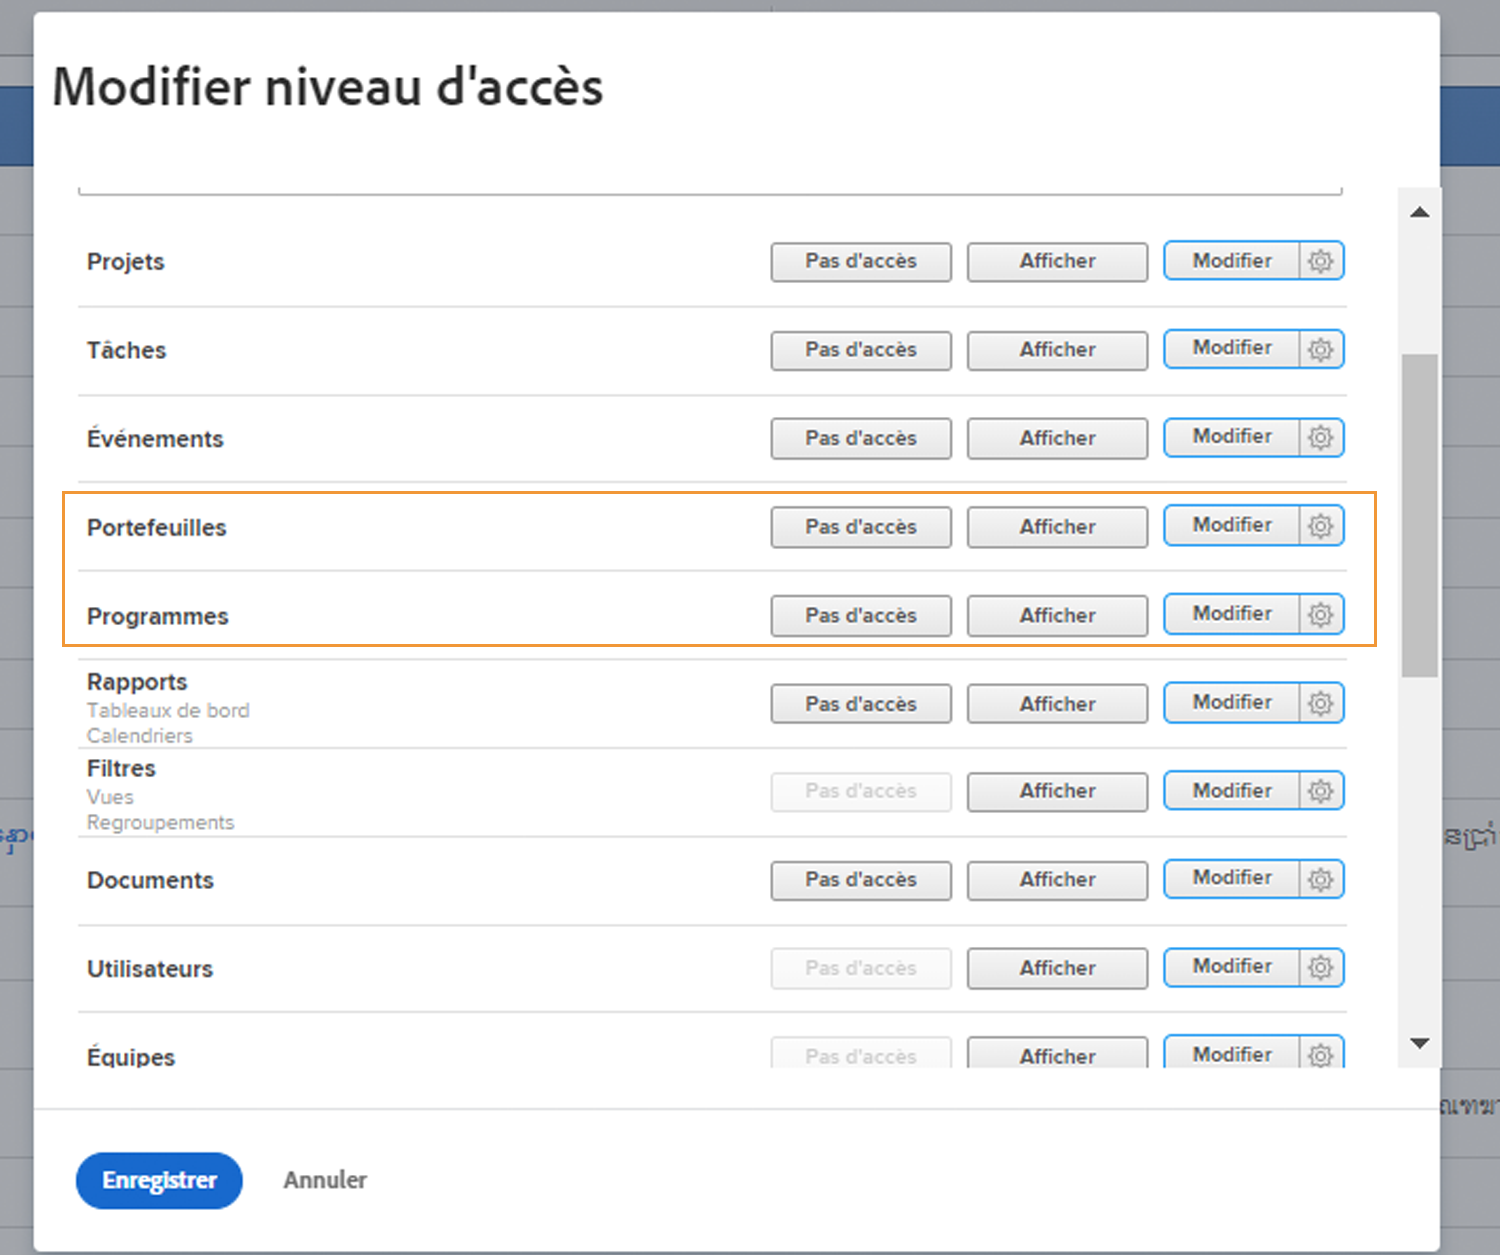 Modifier niveau d'accès
Projets Pas d'accès Afficher Modifier
Tâches Pas d'accès Afficher Modifier
Événements Pas d'accès Afficher Modifier
Portefeuilles Pas d'accès Afficher Modifier
Programmes Pas d'accès Afficher Modifier
Rapports
Tableaux de bord
Calendriers
Pas d'accès Afficher Modifier
Filtres
Vues
Regroupements
Pas d'accès Afficher Modifier
Documents Pas d'accès Afficher Modifier
Utilisateurs Pas d'accès Afficher Modifier
Équipes Pas d'accès Afficher Modifier
Enregistrer Annuler